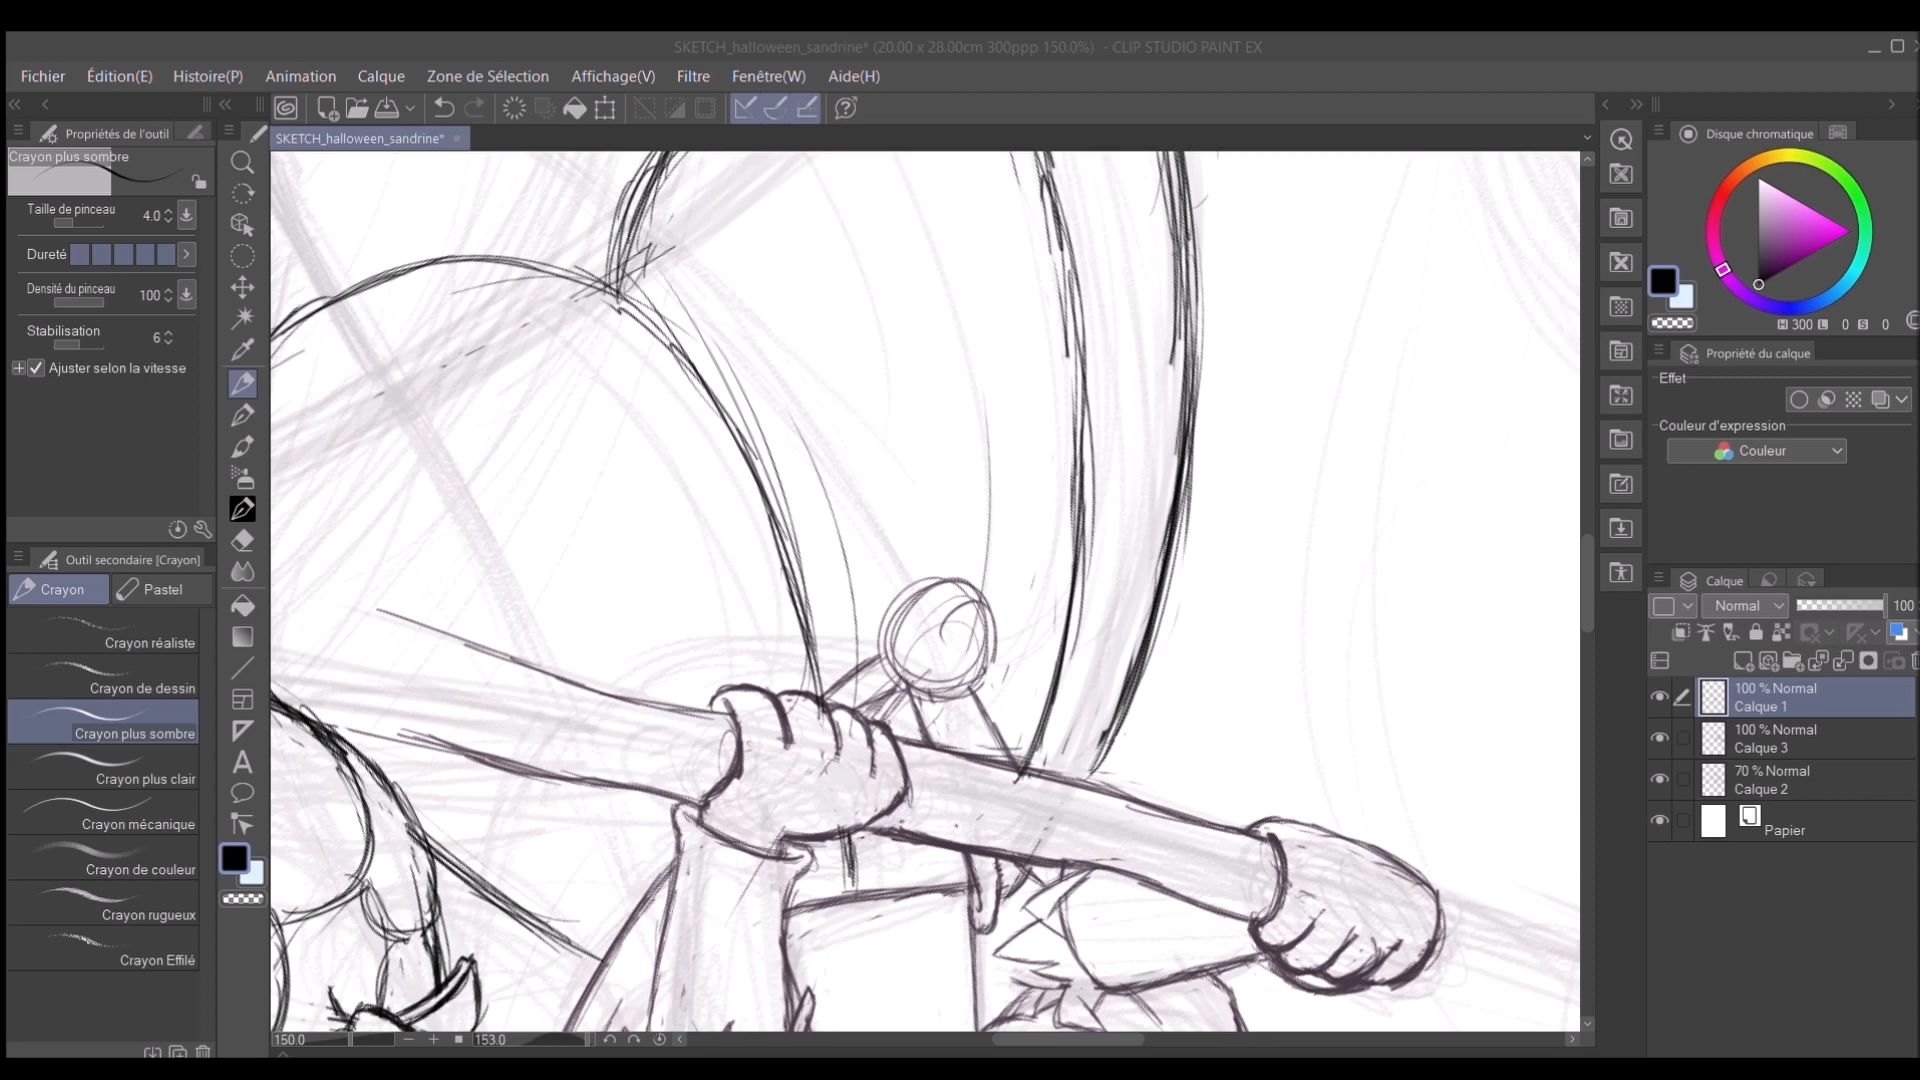 SKETCH_halloween_sandrine* (20.00 x 28.00cm 300ppp 150.0%) - CLIP STUDIO PAINT EX
Fichier Édition(E) Histoire(P) Animation Calque Zone de Sélection Affichage(V) Filtre Fenêtre(W) Aide(H)
Propriétés de l'outil
SKETCH_halloween_sandrine*
Crayon plus sombre
Taille de pinceau 4.0
Dureté
Densité du pinceau 100
Stabilisation 6
Ajuster selon la vitesse
Outil secondaire [Crayon]
Crayon Pastel
Crayon réaliste
Crayon de dessin
Crayon plus sombre
Crayon plus clair
Crayon mécanique
Crayon de couleur
Crayon rugueux
Crayon Effilé
150.0 153.0
Disque chromatique
H 300 L 0 S 0
Propriété du calque
Effet
Couleur d'expression
Couleur
Calque
Normal 100
100 % Normal
Calque 1
100 % Normal
Calque 3
70 % Normal
Calque 2
Papier